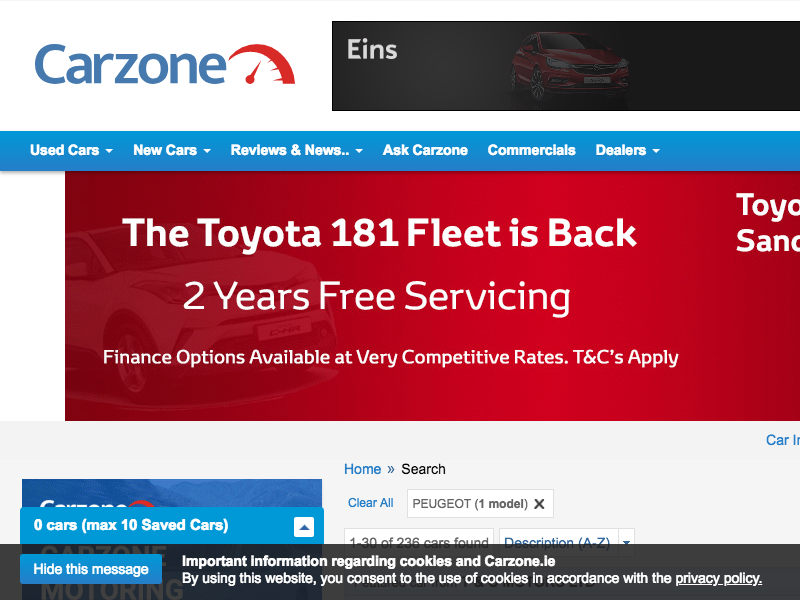 Carzone
Eins
Used Cars
New Cars
Reviews & News..
Ask Carzone
Commercials
Dealers
The Toyota 181 Fleet is Back
2 Years Free Servicing
Finance Options Available at Very Competitive Rates. T&C's Apply
Car
Home » Search
Clear All
PEUGEOT (1 model)
1-30 of 236 cars found
Description (A-Z)
Carzone
0 cars (max 10 Saved Cars)
CARZONE
MOTORING
Hide this message
Important Information regarding cookies and Carzone.ie
By using this website, you consent to the use of cookies in accordance with the privacy policy.